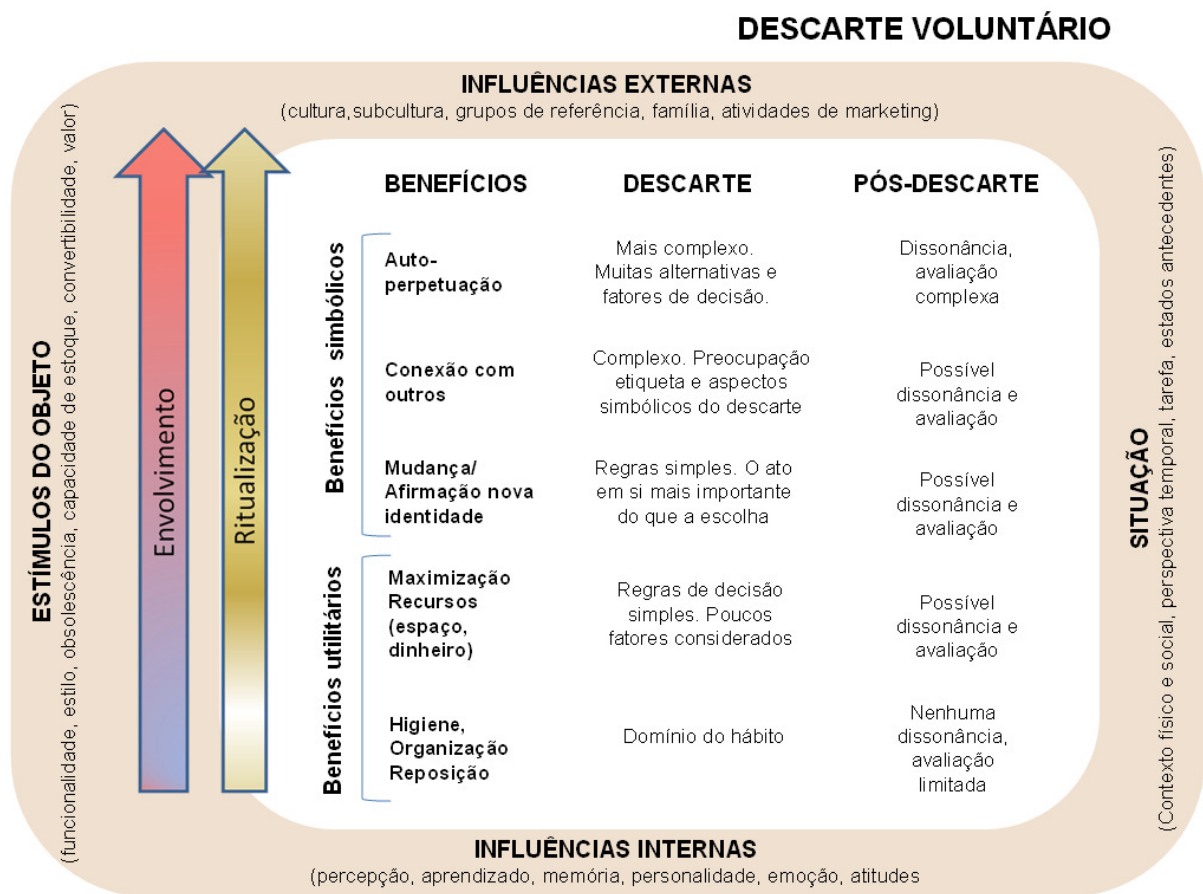 DESCARTE VOLUNTÁRIO
INFLUÊNCIAS EXTERNAS
(cultura,subcultura, grupos de referência, família, atividades de marketing)
ESTÍMULOS DO OBJETO
(funcionalidade, estilo, obsolescência, capacidade de estoque, convertibilidade, valor)
Envolvimento
Ritualização
BENEFÍCIOS
DESCARTE
PÓS-DESCARTE
Benefícios simbólicos
Auto-
perpetuação
Mais complexo.
Muitas alternativas e
fatores de decisão.
Dissonância,
avaliação
complexa
Conexão com
outros
Complexo. Preocupação
etiqueta e aspectos
simbólicos do descarte
Possível
dissonância e
avaliação
Mudança/
Afirmação nova
identidade
Regras simples. O ato
em si mais importante
do que a escolha
Possível
dissonância e
avaliação
Benefícios utilitários
Maximização
Recursos
(espaço,
dinheiro)
Regras de decisão
simples. Poucos
fatores considerados
Possível
dissonância e
avaliação
Higiene,
Organização
Reposição
Domínio do hábito
Nenhuma
dissonância,
avaliação
limitada
SITUAÇÃO
(Contexto físico e social, perspectiva temporal, tarefa, estados antecedentes)
INFLUÊNCIAS INTERNAS
(percepção, aprendizado, memória, personalidade, emoção, atitudes